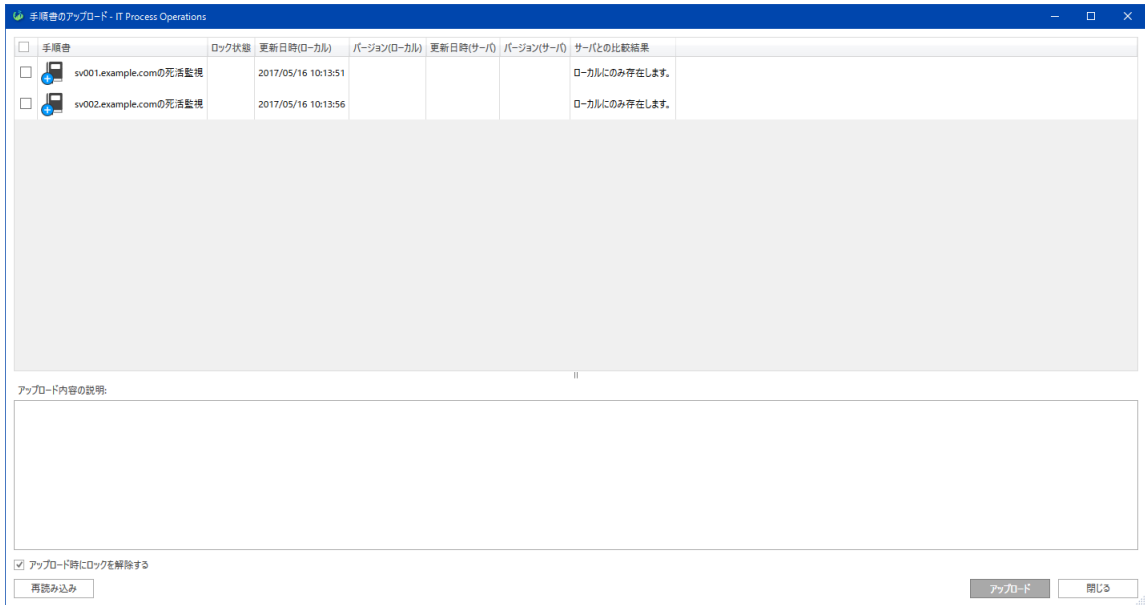 手順書のアップロード - IT Process Operations
手順書 ロック状態 更新日時(ローカル) バージョン(ローカル) 更新日時(サーバ) バージョン(サーバ) サーバとの比較結果
sv001.example.comの死活監視 2017/05/16 10:13:51 ローカルにのみ存在します。
sv002.example.comの死活監視 2017/05/16 10:13:56 ローカルにのみ存在します。
アップロード内容の説明:
アップロード時にロックを解除する
再読み込み アップロード 閉じる